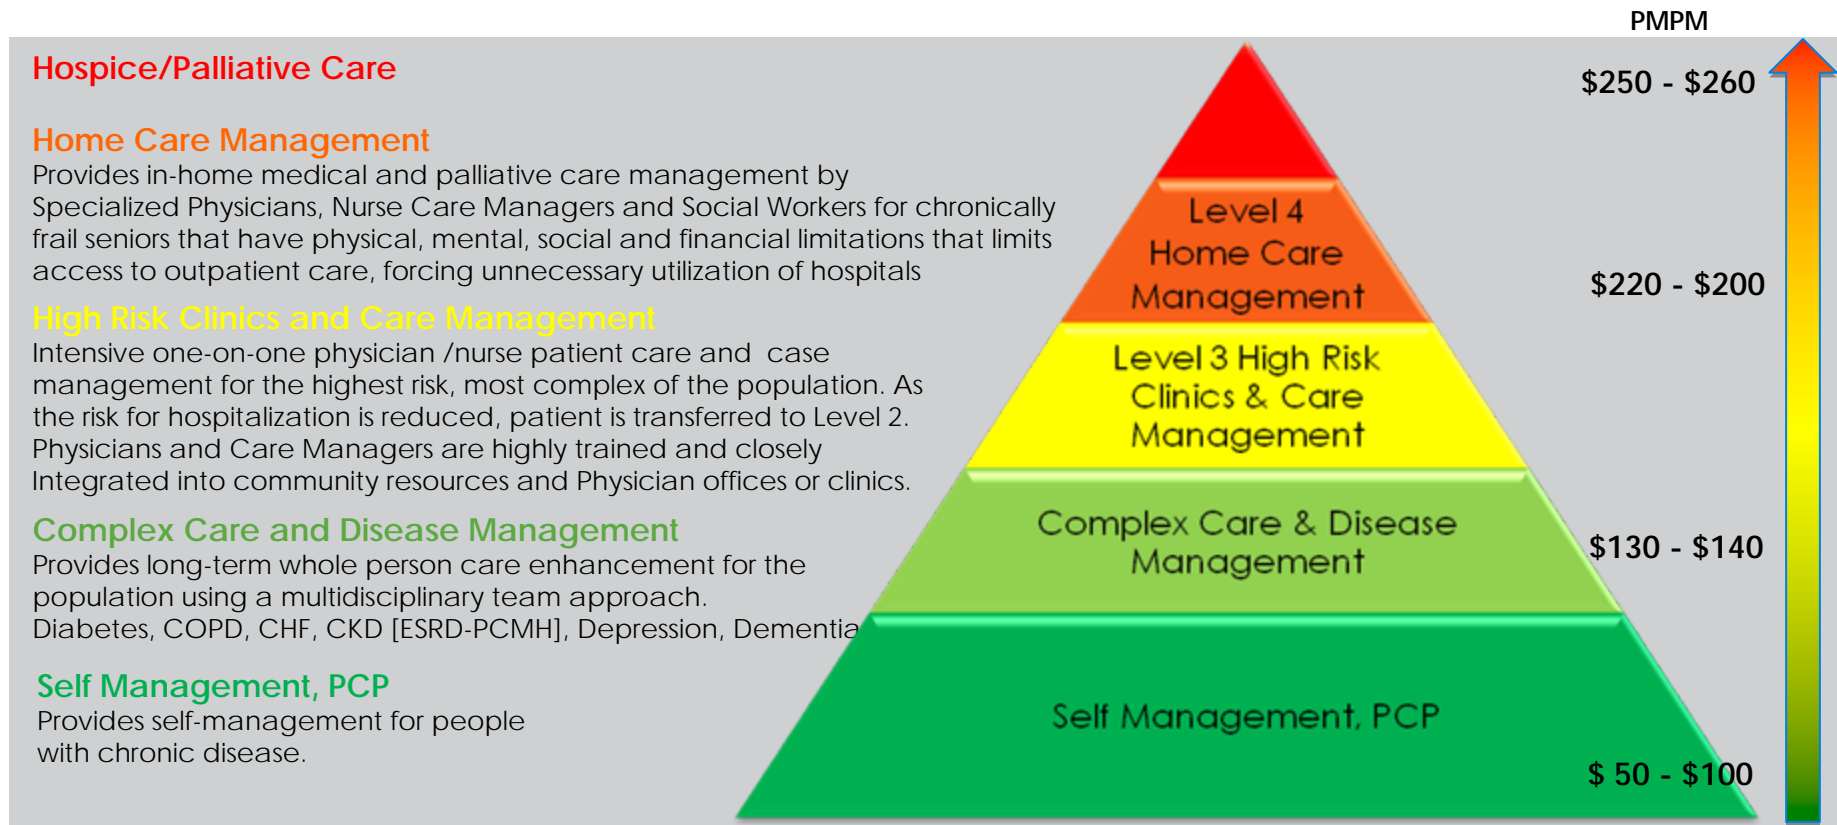 PMPM
Hospice/Palliative Care
$250 - $260
Home Care Management
Provides in-home medical and palliative care management by
Specialized Physicians, Nurse Care Managers and Social Workers for chronically
frail seniors that have physical, mental, social and financial limitations that limits
access to outpatient care, forcing unnecessary utilization of hospitals
Level 4
Home Care
Management
$220 - $200
High Risk Clinics and Care Management
Intensive one-on-one physician /nurse patient care and case
management for the highest risk, most complex of the population. As
the risk for hospitalization is reduced, patient is transferred to Level 2.
Physicians and Care Managers are highly trained and closely
Integrated into community resources and Physician offices or clinics.
Level 3 High Risk
Clinics & Care
Management
Complex Care and Disease Management
Provides long-term whole person care enhancement for the
population using a multidisciplinary team approach.
Diabetes, COPD, CHF, CKD [ESRD-PCMH], Depression, Dementia
Complex Care & Disease
Management
$130 - $140
Self Management, PCP
Provides self-management for people
with chronic disease.
Self Management, PCP
$ 50 - $100